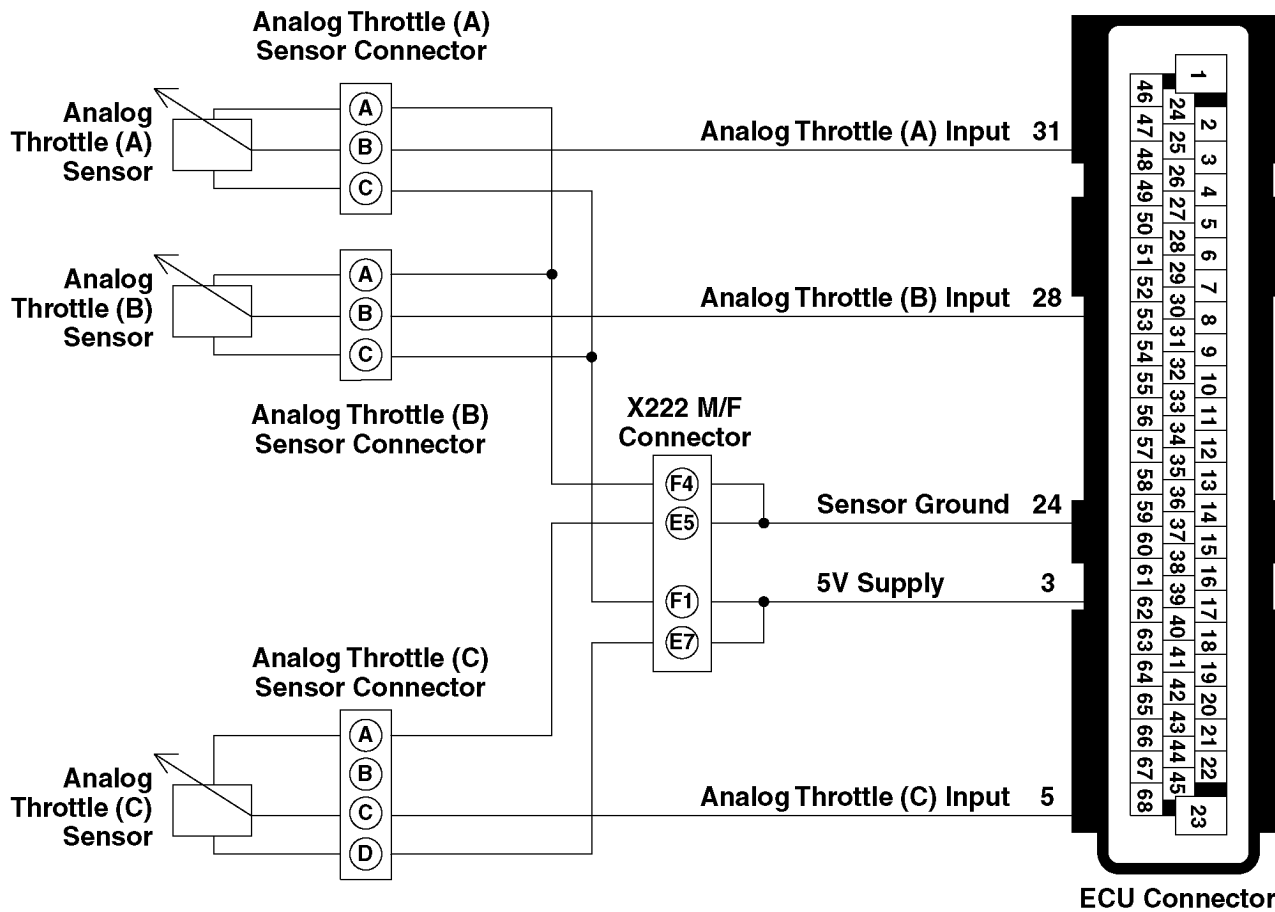 Analog Throttle (A)
Sensor Connector
Analog
Throttle (A)
Sensor
A
B
C
Analog Throttle (A) Input 31
Analog
Throttle (B)
Sensor
A
B
C
Analog Throttle (B) Input 28
Analog Throttle (B)
Sensor Connector
X222 M/F
Connector
F4
E5
F1
E7
Sensor Ground 24
5V Supply 3
Analog Throttle (C)
Sensor Connector
Analog
Throttle (C)
Sensor
A
B
C
D
Analog Throttle (C) Input 5
46 47 48 49 50 51 52 53 54 55 56 57 58 59 60 61 62 63 64 65 66 67 68
24 25 26 27 28 29 30 31 32 33 34 35 36 37 38 39 40 41 42 43 44 45
1 2 3 4 5 6 7 8 9 10 11 12 13 14 15 16 17 18 19 20 21 22 23
ECU Connector